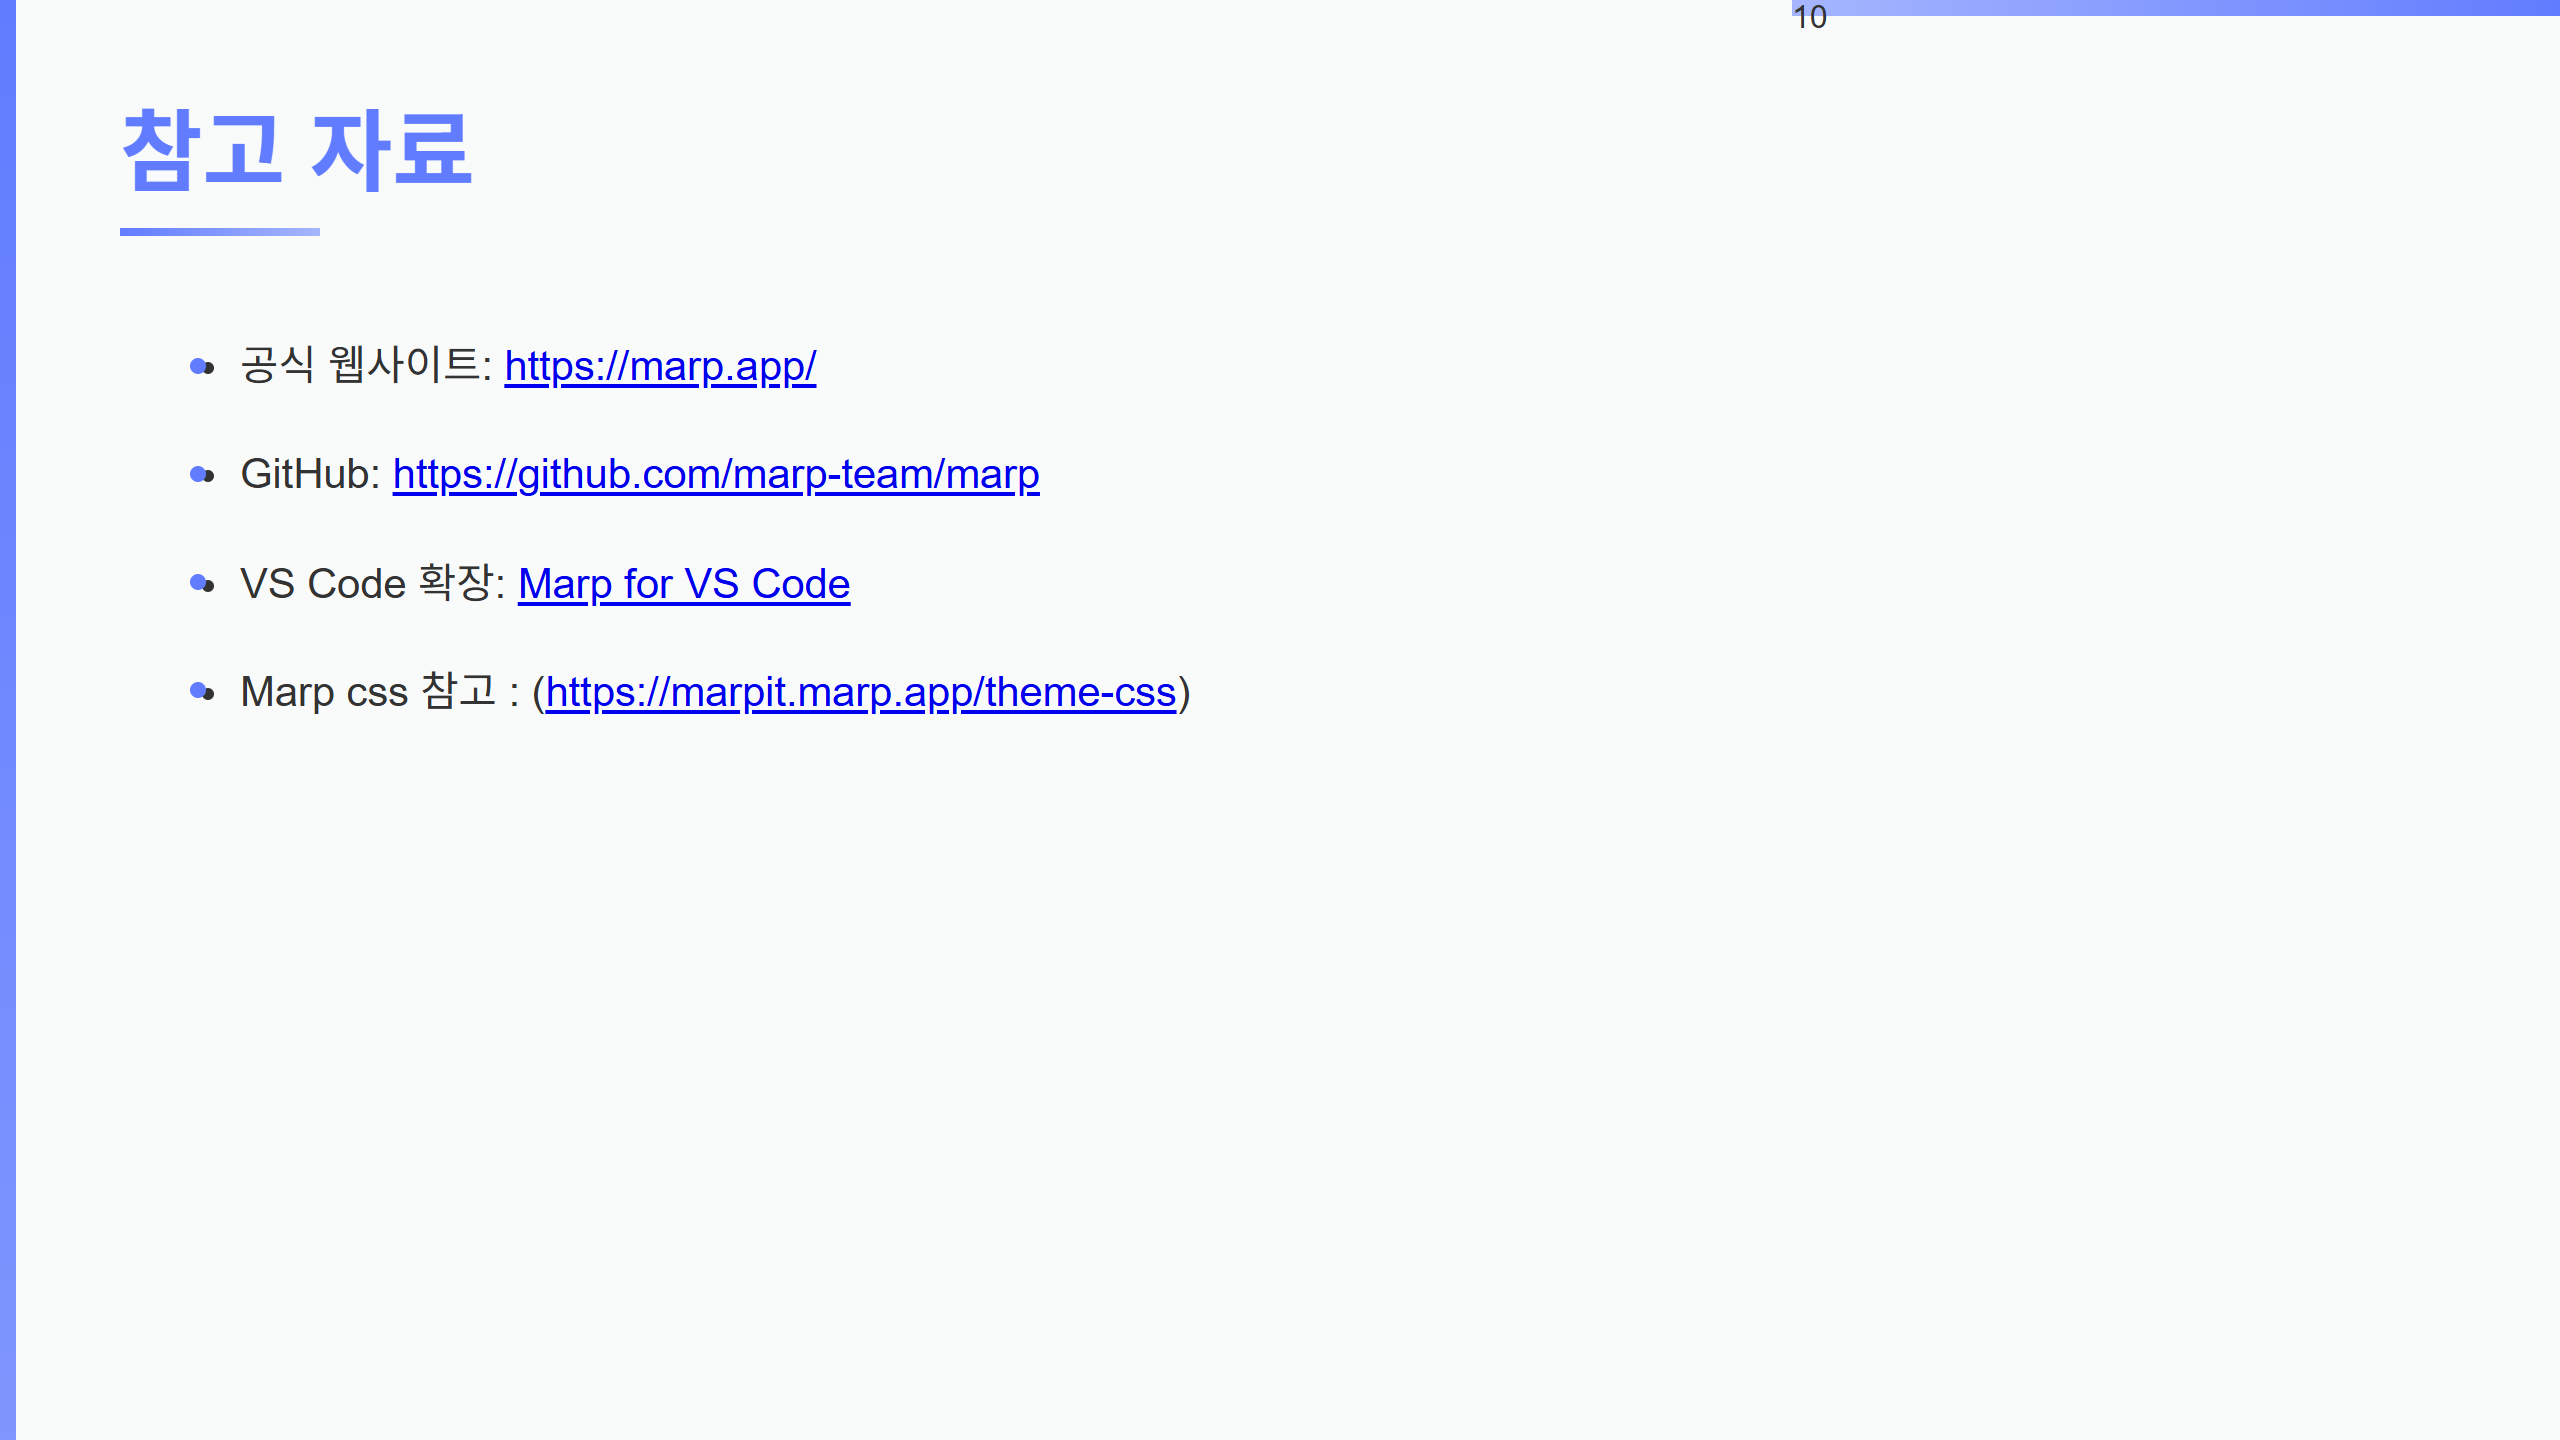 10
참고 자료
공식 웹사이트: https://marp.app/
GitHub: https://github.com/marp-team/marp
VS Code 확장: Marp for VS Code
Marp css 참고 : (https://marpit.marp.app/theme-css)